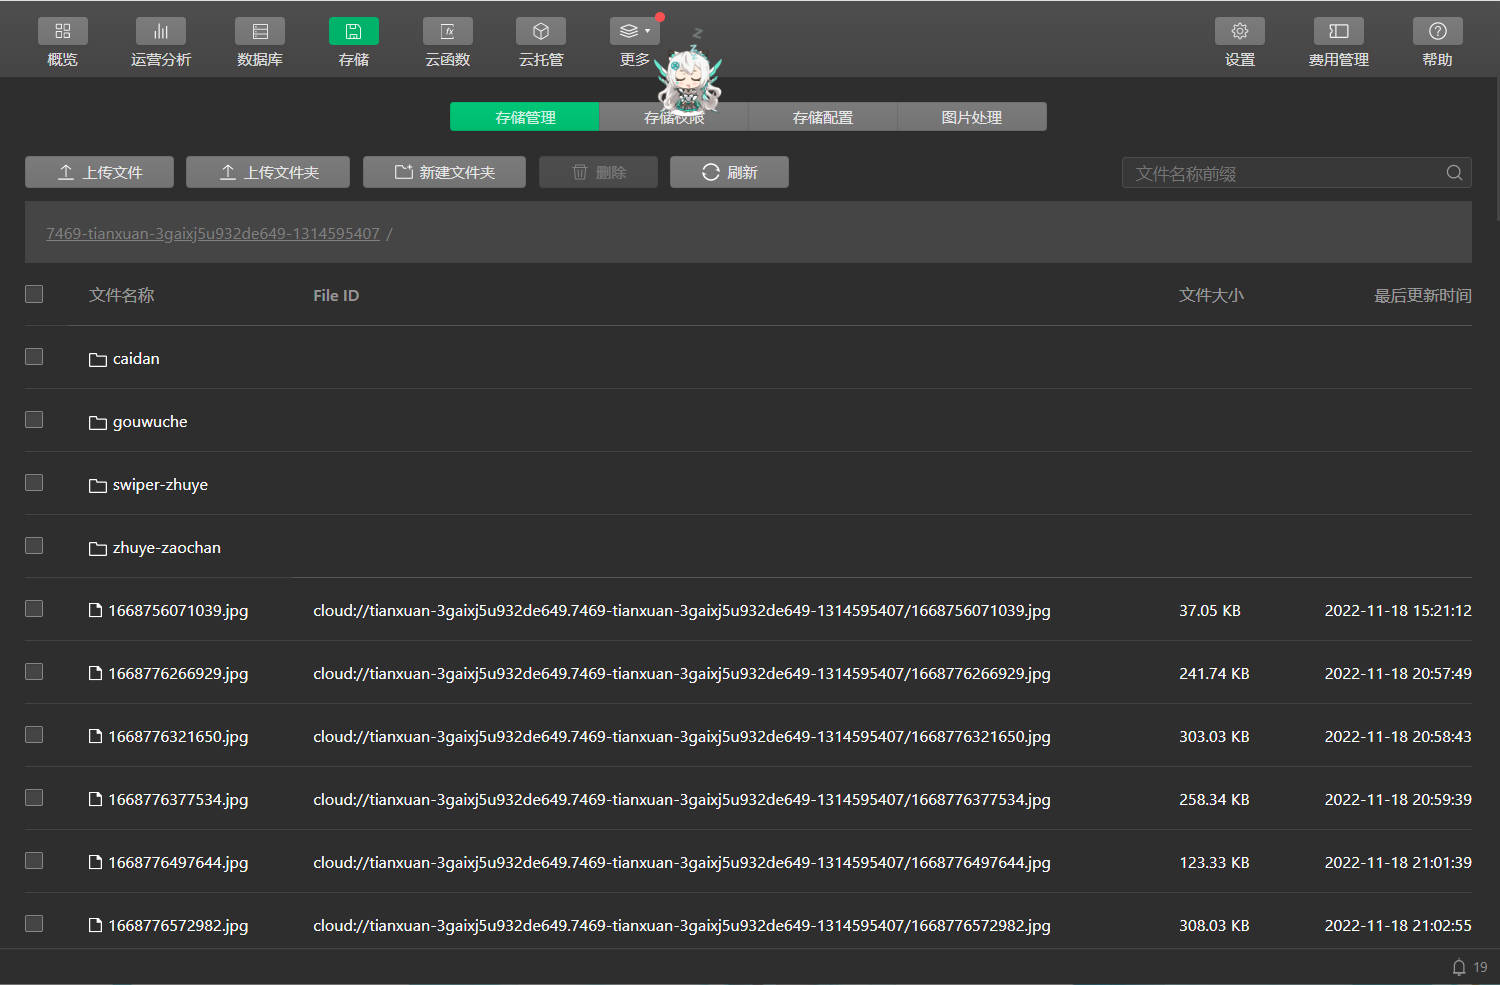 概览 运营分析 数据库 存储 云函数 云托管 更多 设置 费用管理 帮助
存储管理 存储权限 存储配置 图片处理
上传文件 上传文件夹 新建文件夹 删除 刷新 文件名称前缀
7469-tianxuan-3gaixj5u932de649-1314595407 /
文件名称 File ID 文件大小 最后更新时间
caidan
gouwuche
swiper-zhuye
zhuye-zaochan
1668756071039.jpg cloud://tianxuan-3gaixj5u932de649.7469-tianxuan-3gaixj5u932de649-1314595407/1668756071039.jpg 37.05 KB 2022-11-18 15:21:12
1668776266929.jpg cloud://tianxuan-3gaixj5u932de649.7469-tianxuan-3gaixj5u932de649-1314595407/1668776266929.jpg 241.74 KB 2022-11-18 20:57:49
1668776321650.jpg cloud://tianxuan-3gaixj5u932de649.7469-tianxuan-3gaixj5u932de649-1314595407/1668776321650.jpg 303.03 KB 2022-11-18 20:58:43
1668776377534.jpg cloud://tianxuan-3gaixj5u932de649.7469-tianxuan-3gaixj5u932de649-1314595407/1668776377534.jpg 258.34 KB 2022-11-18 20:59:39
1668776497644.jpg cloud://tianxuan-3gaixj5u932de649.7469-tianxuan-3gaixj5u932de649-1314595407/1668776497644.jpg 123.33 KB 2022-11-18 21:01:39
1668776572982.jpg cloud://tianxuan-3gaixj5u932de649.7469-tianxuan-3gaixj5u932de649-1314595407/1668776572982.jpg 308.03 KB 2022-11-18 21:02:55
19